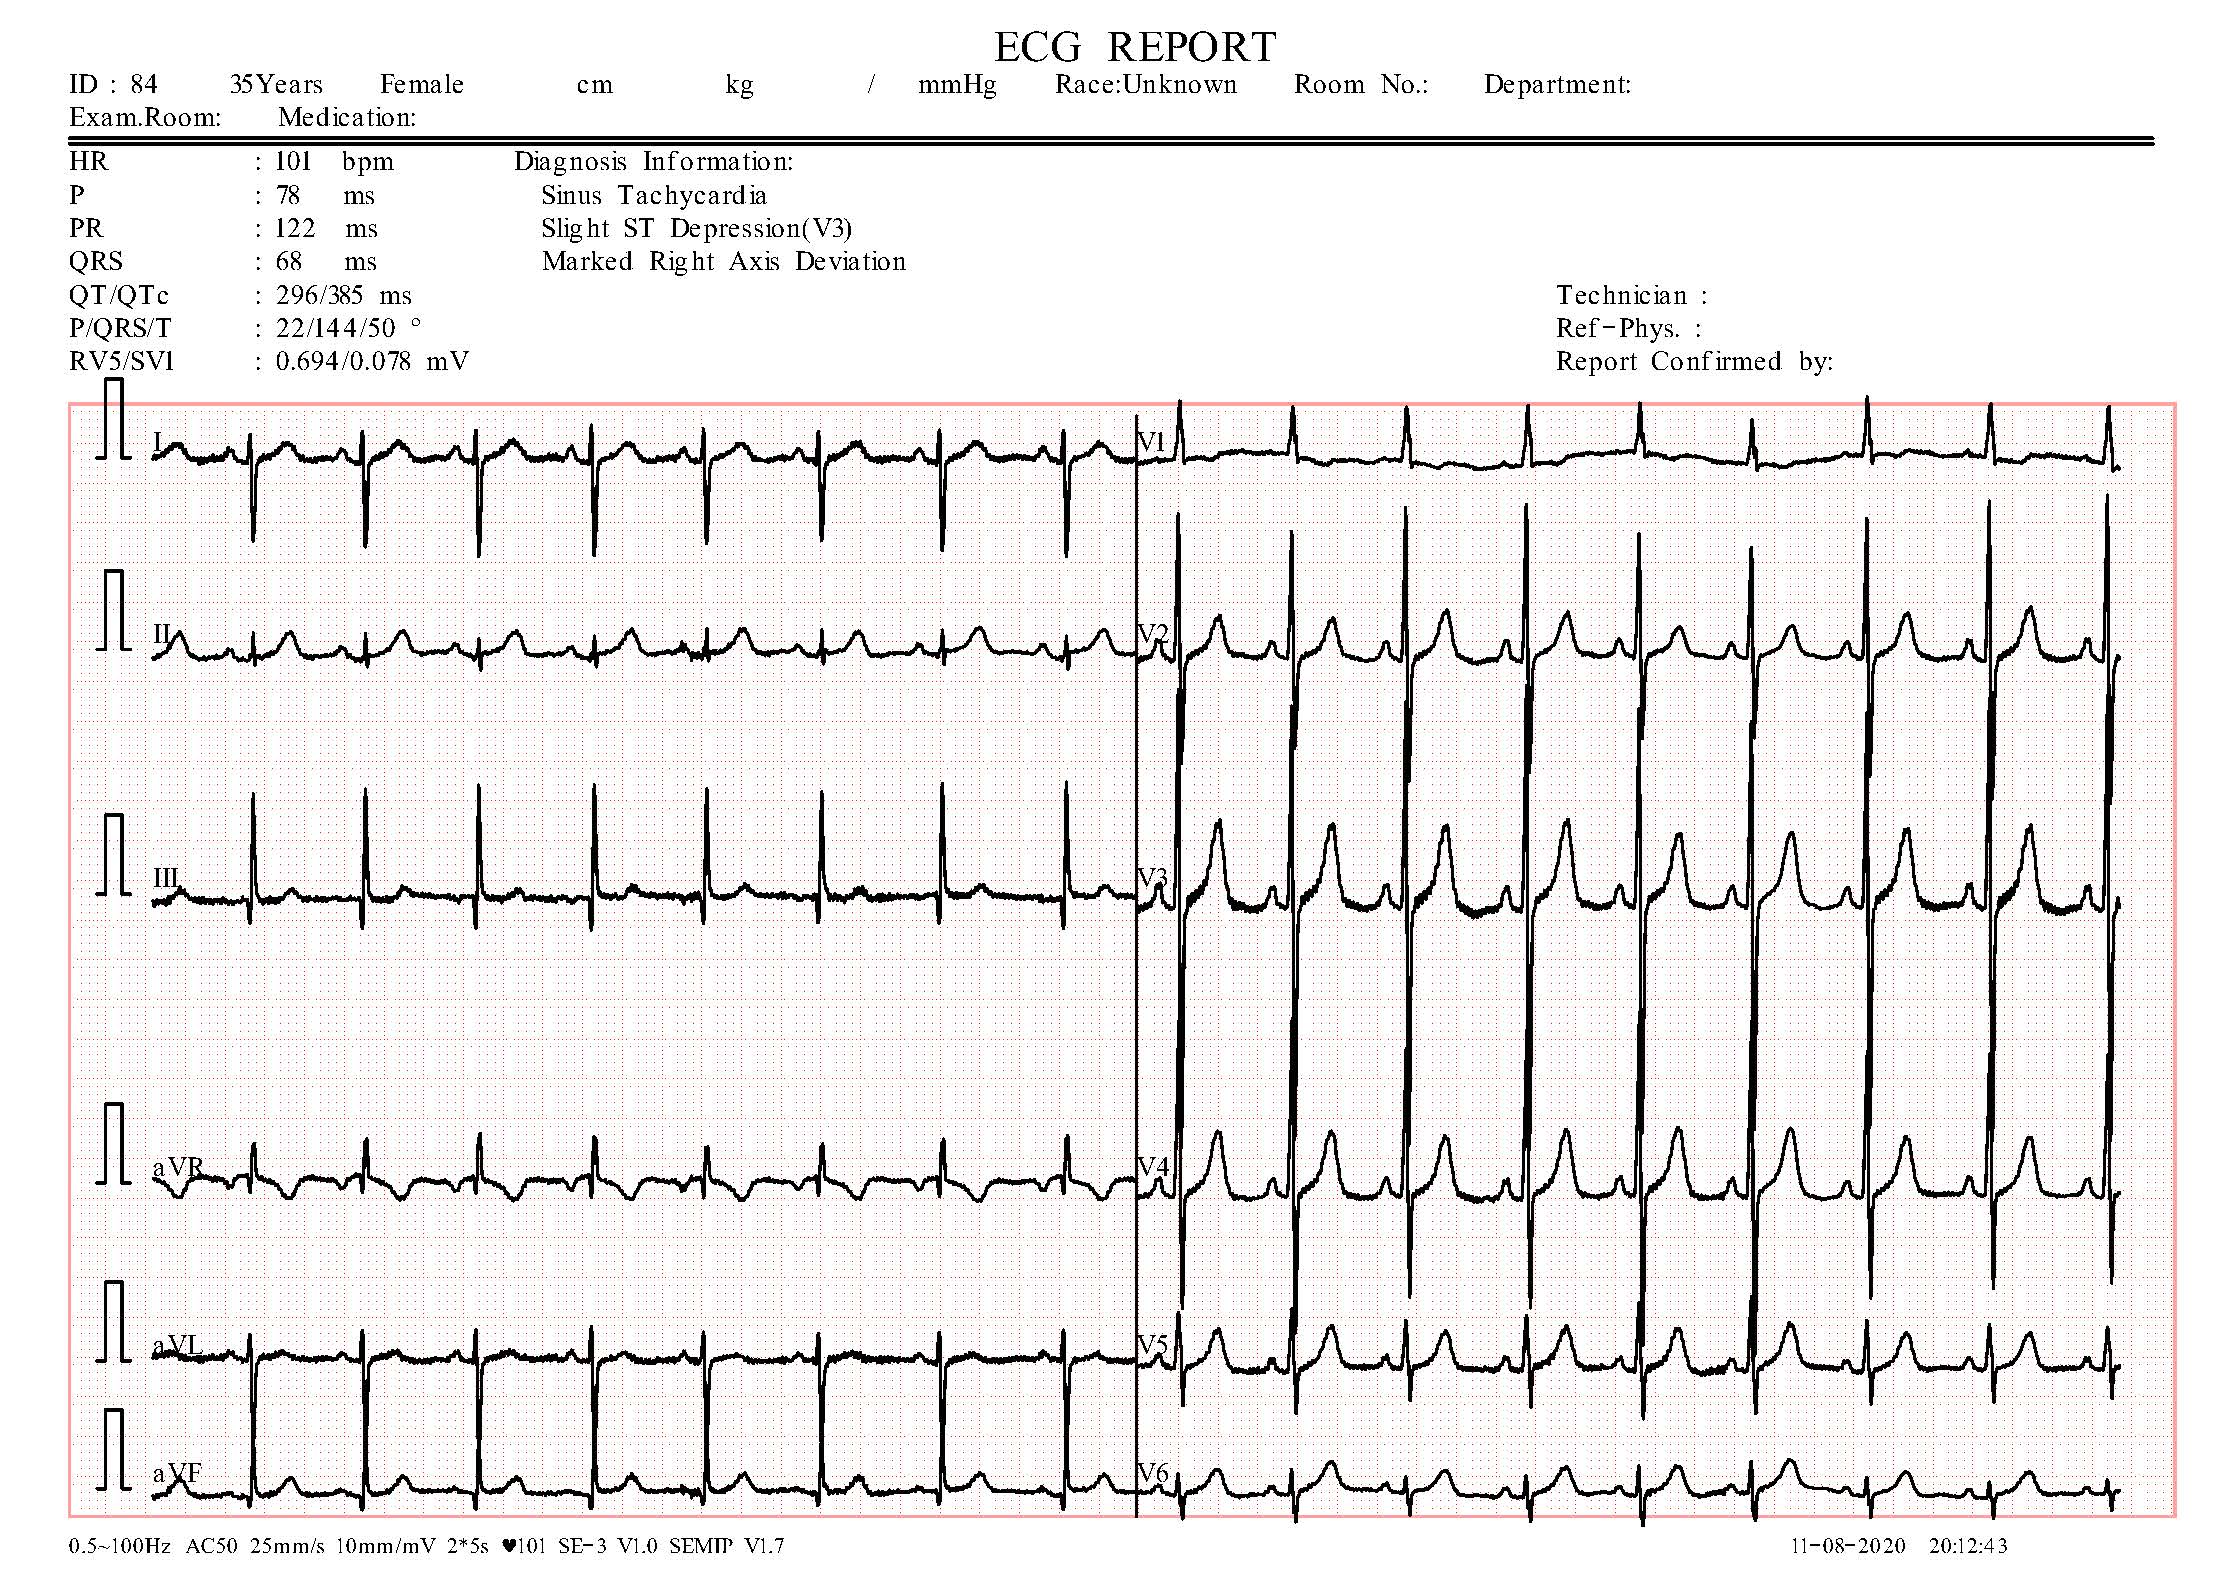 ECG REPORT
ID : 84 35Years Female cm kg / mmHg Race:Unknown Room No.: Department:
Exam.Room: Medication:
HR : 101 bpm Diagnosis Information:
P : 78 ms Sinus Tachycardia
PR : 122 ms Slight ST Depression(V3)
QRS : 68 ms Marked Right Axis Deviation
QT/QTc : 296/385 ms Technician :
P/QRS/T : 22/144/50 ° Ref-Phys. :
RV5/SV1 : 0.694/0.078 mV Report Confirmed by:
I V1
II V2
III V3
aVR V4
aVL V5
aVF V6
0.5~100Hz AC50 25mm/s 10mm/mV 2*5s ♥101 SE-3 V1.0 SEMIP V1.7 11-08-2020 20:12:43